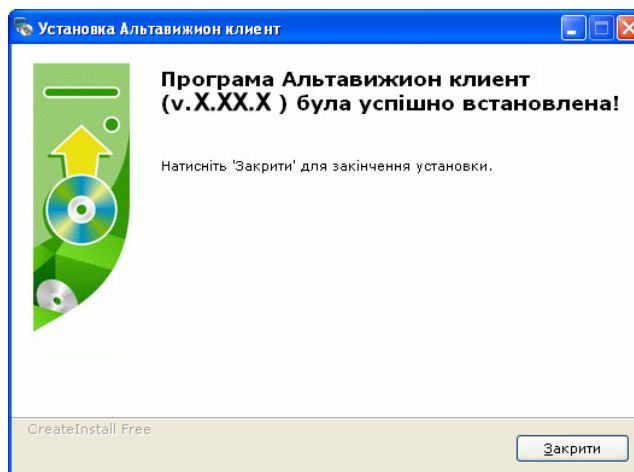 Установка Альтавижион клиент
Програма Альтавижион клиент
(v.X.XX.X ) була успішно встановлена!
Натисніть 'Закрити' для закінчення установки.
CreateInstall Free
Закрити